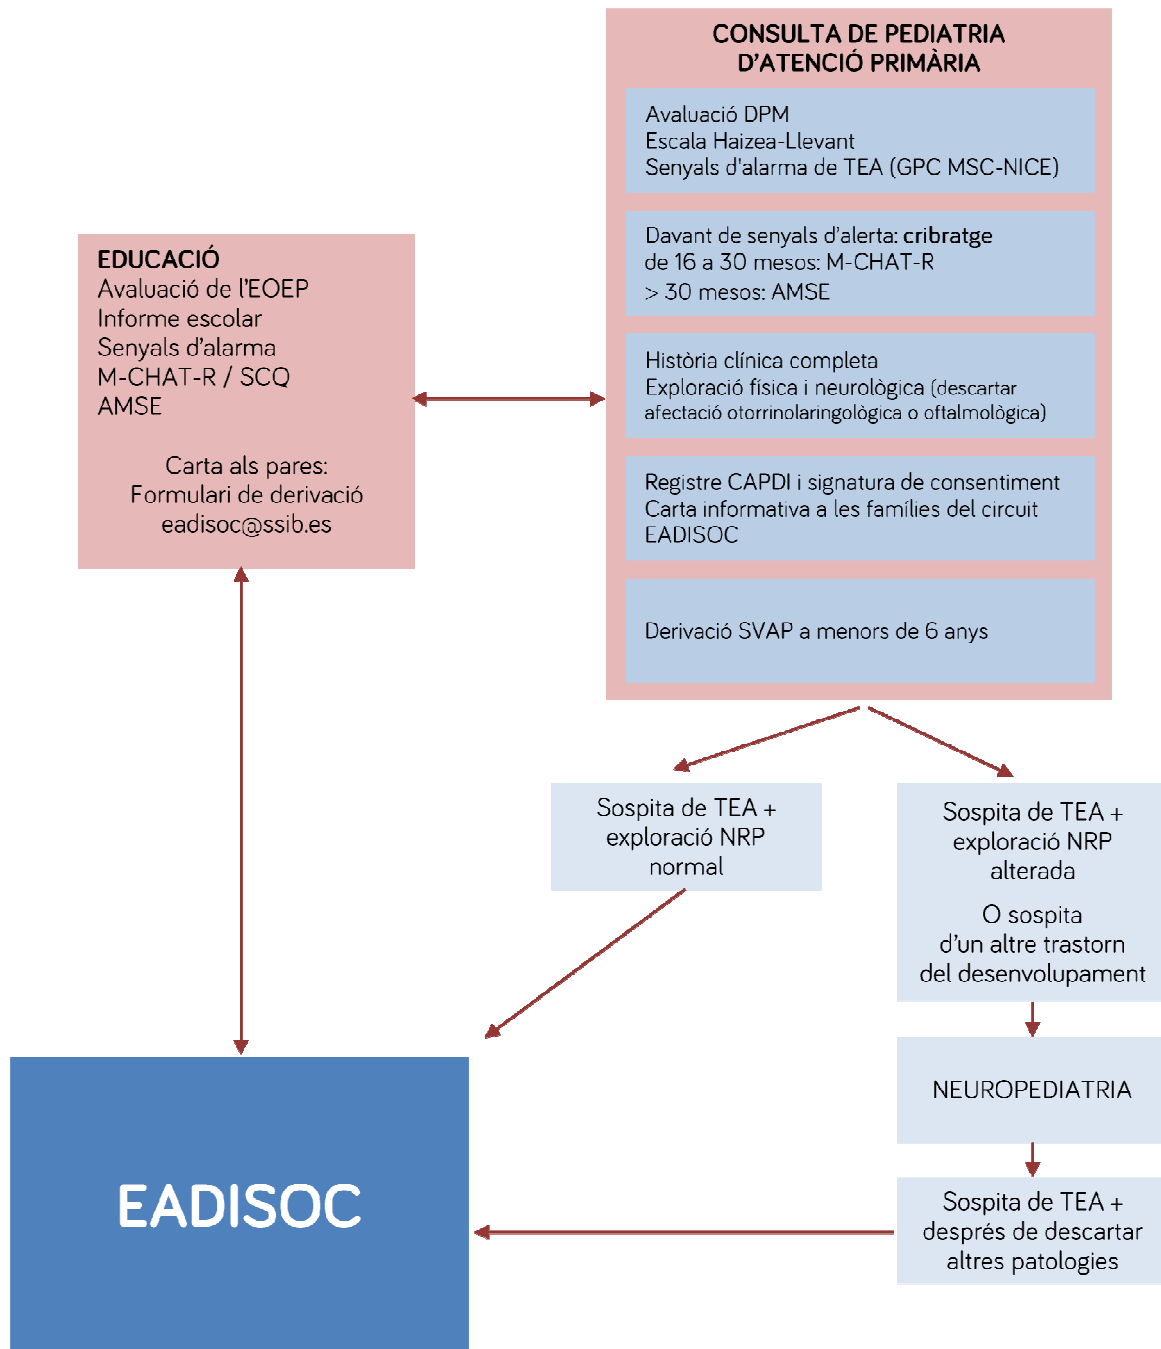 CONSULTA DE PEDIATRIA
D'ATENCIÓ PRIMÀRIA
Avaluació DPM
Escala Haizea-Llevant
Senyals d'alarma de TEA (GPC MSC-NICE)
Davant de senyals d'alerta: cribratge
de 16 a 30 mesos: M-CHAT-R
> 30 mesos: AMSE
Història clínica completa
Exploració física i neurològica (descartar
afectació otorrinolaringològica o oftalmològica)
Registre CAPDI i signatura de consentiment
Carta informativa a les famílies del circuit
EADISOC
Derivació SVAP a menors de 6 anys
EDUCACIÓ
Avaluació de l'EOEP
Informe escolar
Senyals d'alarma
M-CHAT-R / SCQ
AMSE
Carta als pares:
Formulari de derivació
eadisoc@ssib.es
Sospita de TEA +
exploració NRP
normal
Sospita de TEA +
exploració NRP
alterada
O sospita
d'un altre trastorn
del desenvolupament
NEUROPEDIATRIA
Sospita de TEA +
després de descartar
altres patologies
EADISOC